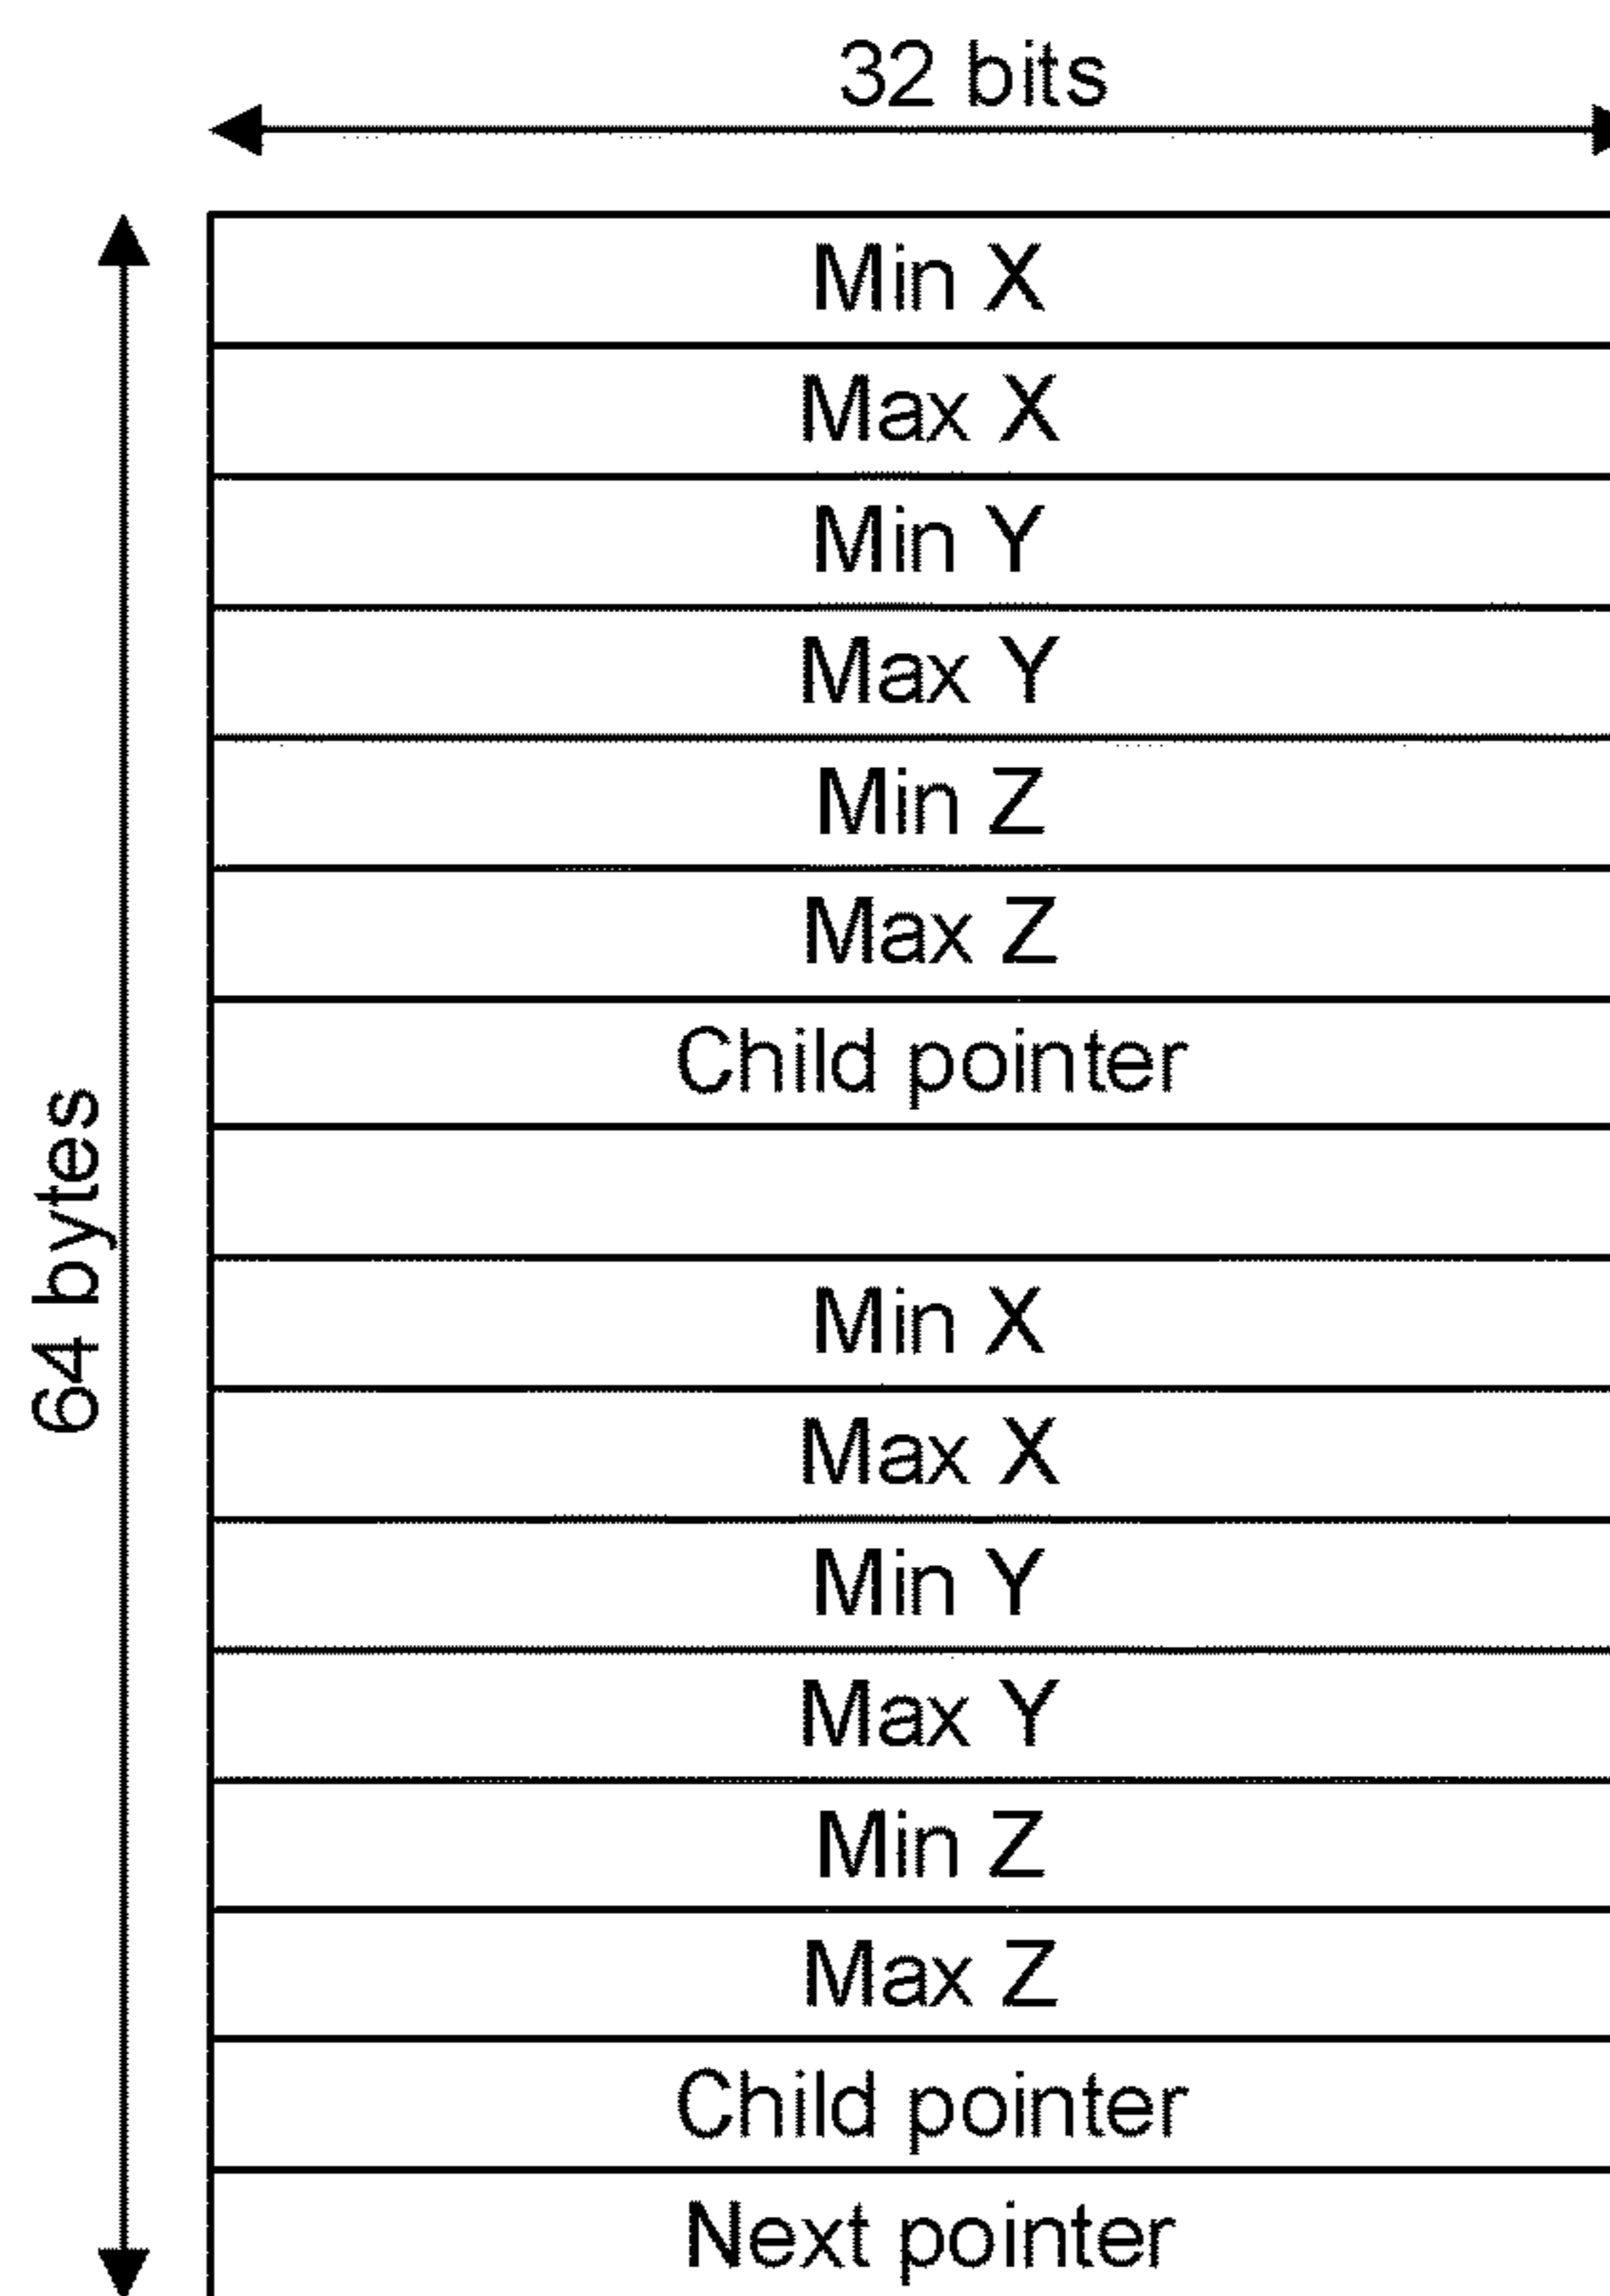 32 bits
64 bytes
Min X
Max X
Min Y
Max Y
Min Z
Max Z
Child pointer
Min X
Max X
Min Y
Max Y
Min Z
Max Z
Child pointer
Next pointer